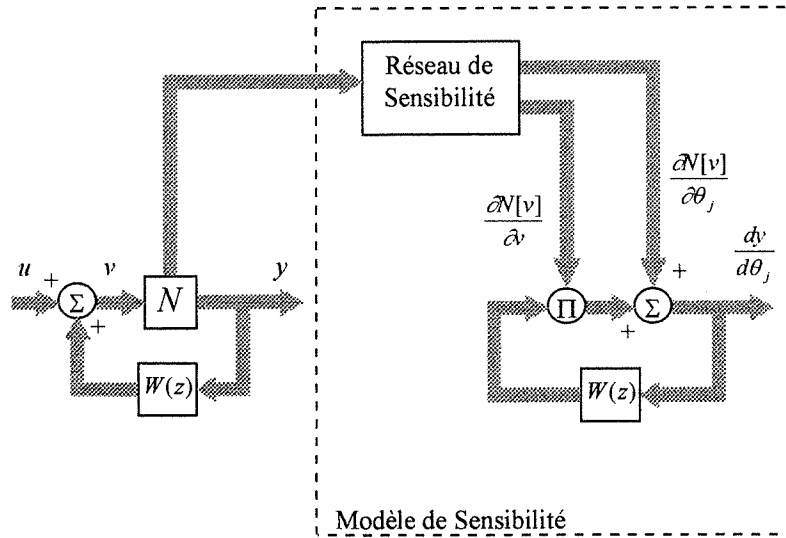 Réseau de
Sensibilité
∂N[v]
∂θ_j
∂N[v]
∂v
dy
dθ_j
u
+
Σ
v
N
y
+
W(z)
Π
+
Σ
+
W(z)
Modèle de Sensibilité